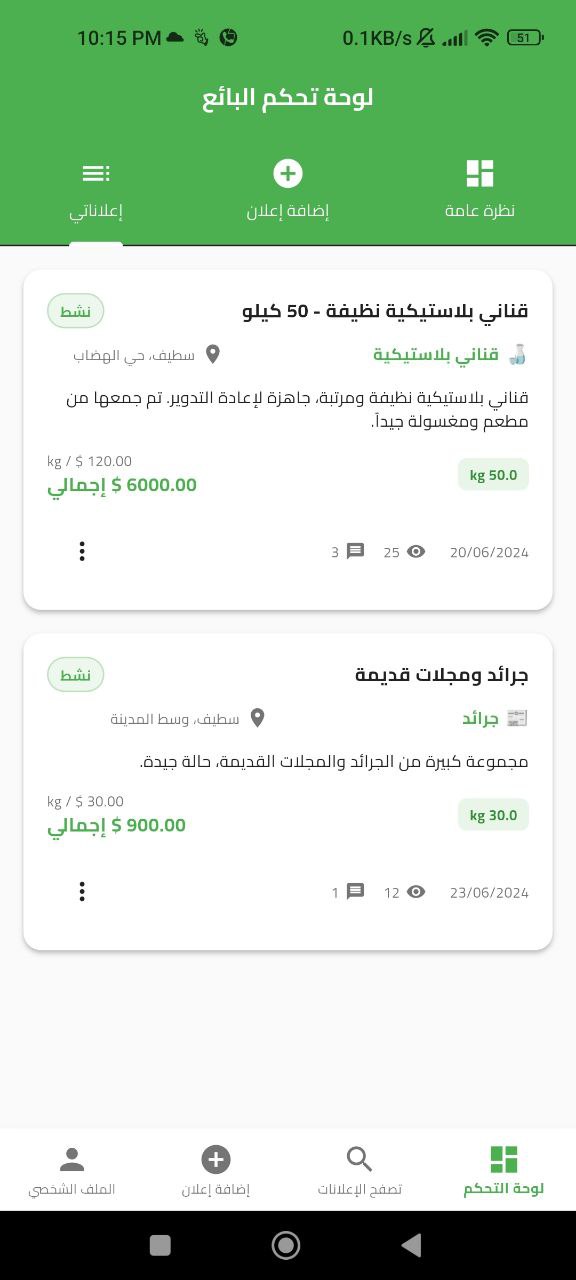 10:15 PM
0.1KB/s
51
لوحة تحكم البائع
نظرة عامة
إضافة إعلان
إعلاناتي
قناني بلاستيكية نظيفة - 50 كيلو
نشط
قناني بلاستيكية
سطيف، حي الهضاب
قناني بلاستيكية نظيفة ومرتبة، جاهزة لإعادة التدوير. تم جمعها من
مطعم ومغسولة جيداً.
kg / $ 120.00
kg 50.0
6000.00 $ إجمالي
20/06/2024
25
3
جرائد ومجلات قديمة
نشط
جرائد
سطيف، وسط المدينة
مجموعة كبيرة من الجرائد والمجلات القديمة، حالة جيدة.
kg / $ 30.00
kg 30.0
900.00 $ إجمالي
23/06/2024
12
1
لوحة التحكم
تصفح الإعلانات
إضافة إعلان
الملف الشخصي